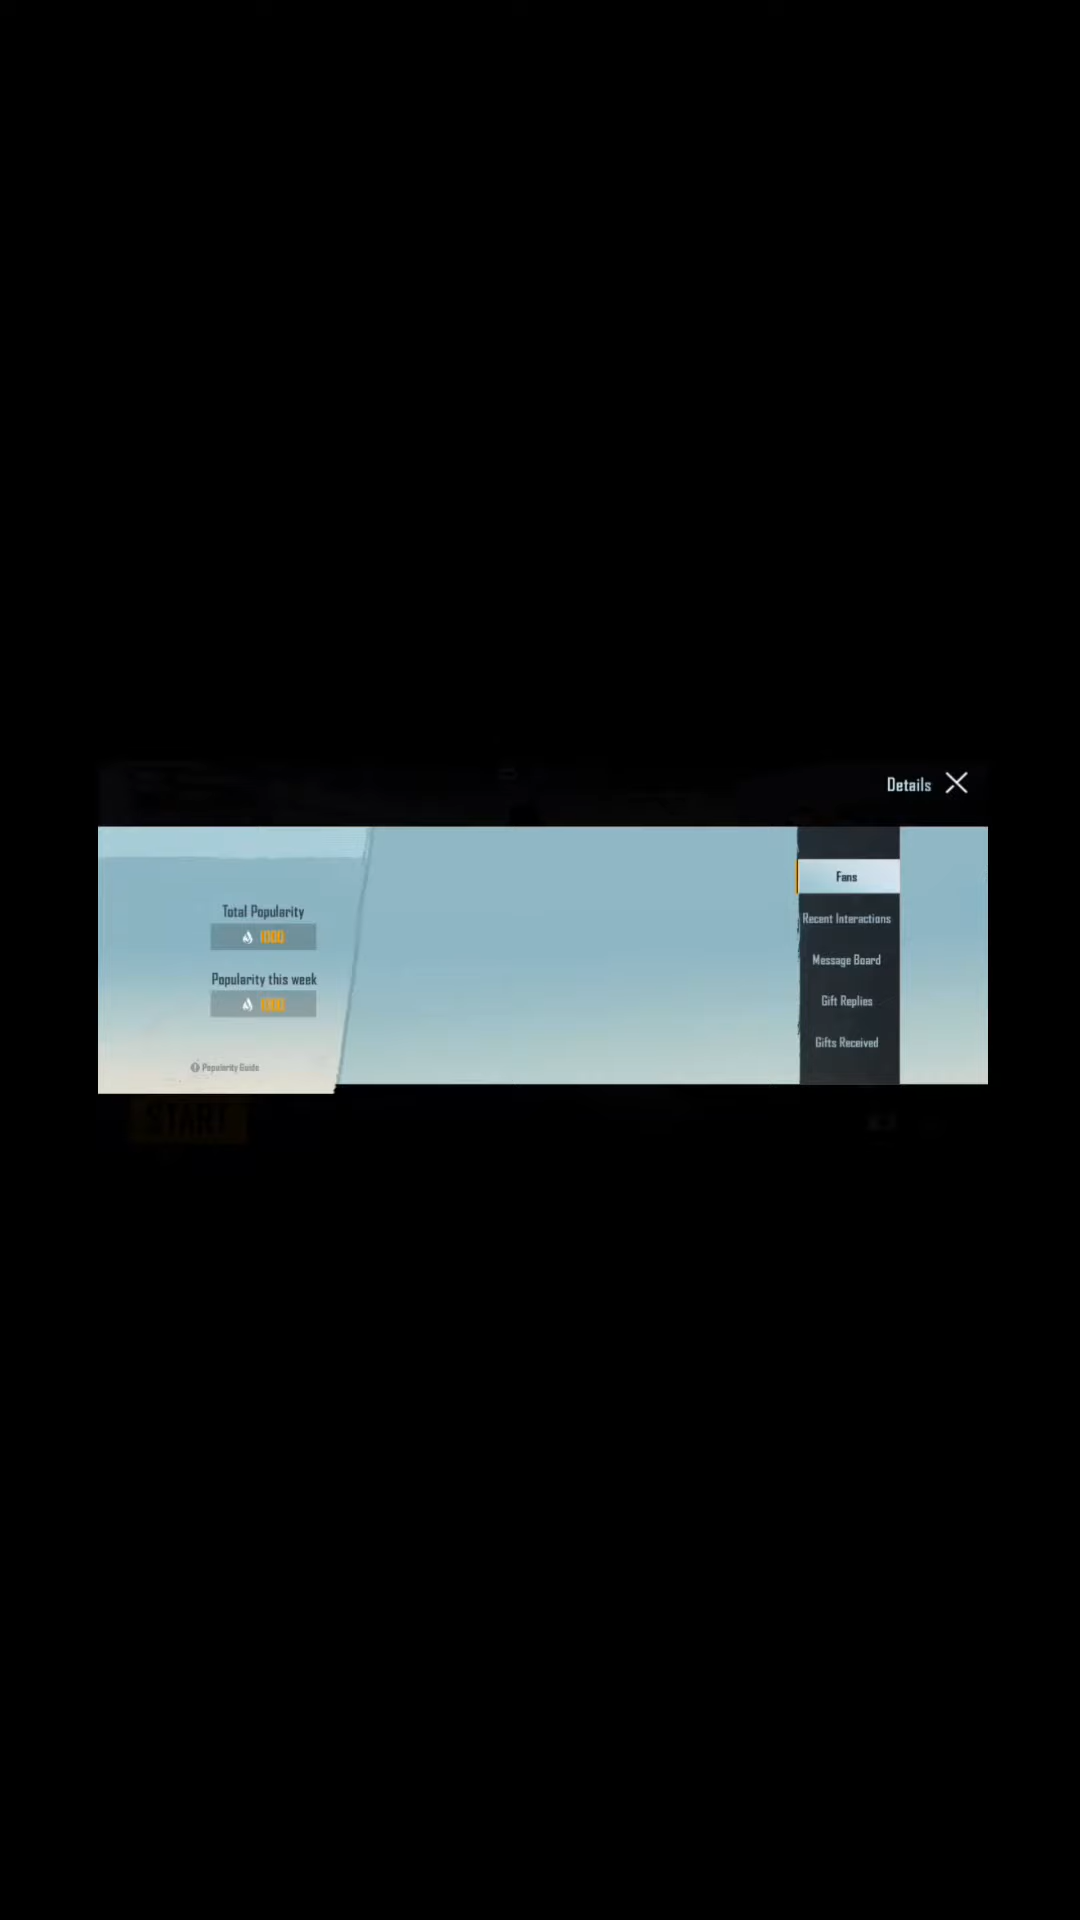 Details
Total Popularity
1000
Popularity this week
1000
Popularity Guide
Fans
Recent Interactions
Message Board
Gift Replies
Gifts Received
START